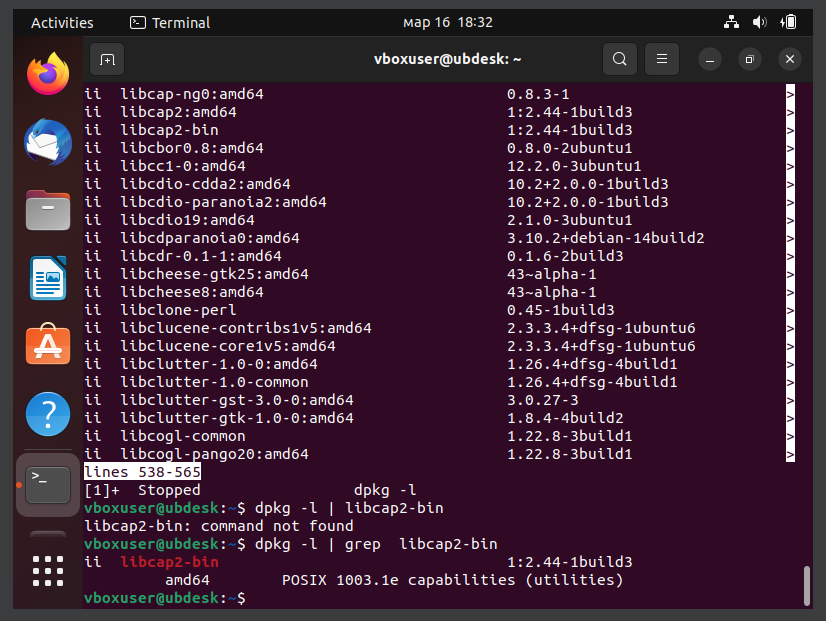 Activities Terminal мар 16 18:32
vboxuser@ubdesk: ~
ii libcap-ng0:amd64 0.8.3-1 >
ii libcap2:amd64 1:2.44-1build3 >
ii libcap2-bin 1:2.44-1build3 >
ii libcbor0.8:amd64 0.8.0-2ubuntu1 >
ii libcc1-0:amd64 12.2.0-3ubuntu1 >
ii libcdio-cdda2:amd64 10.2+2.0.0-1build3 >
ii libcdio-paranoia2:amd64 10.2+2.0.0-1build3 >
ii libcdio19:amd64 2.1.0-3ubuntu1 >
ii libcdparanoia0:amd64 3.10.2+debian-14build2 >
ii libcdr-0.1-1:amd64 0.1.6-2build3 >
ii libcheese-gtk25:amd64 43~alpha-1 >
ii libcheese8:amd64 43~alpha-1 >
ii libclone-perl 0.45-1build3 >
ii libclucene-contribs1v5:amd64 2.3.3.4+dfsg-1ubuntu6 >
ii libclucene-core1v5:amd64 2.3.3.4+dfsg-1ubuntu6 >
ii libclutter-1.0-0:amd64 1.26.4+dfsg-4build1 >
ii libclutter-1.0-common 1.26.4+dfsg-4build1 >
ii libclutter-gst-3.0-0:amd64 3.0.27-3 >
ii libclutter-gtk-1.0-0:amd64 1.8.4-4build2 >
ii libcogl-common 1.22.8-3build1 >
ii libcogl-pango20:amd64 1.22.8-3build1 >
lines 538-565
[1]+ Stopped dpkg -l
vboxuser@ubdesk:~$ dpkg -l | libcap2-bin
libcap2-bin: command not found
vboxuser@ubdesk:~$ dpkg -l | grep  libcap2-bin
ii libcap2-bin 1:2.44-1build3
amd64 POSIX 1003.1e capabilities (utilities)
vboxuser@ubdesk:~$